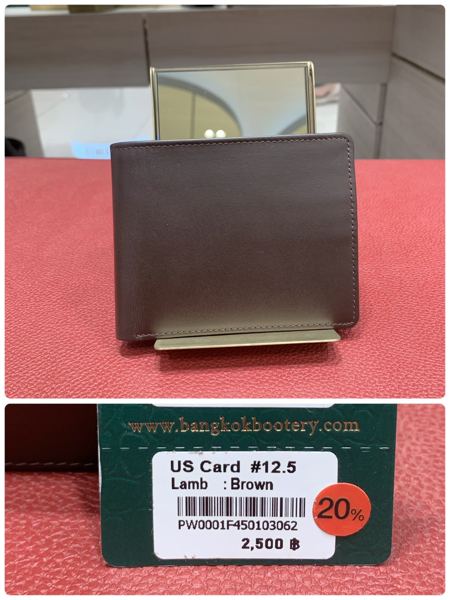 www.bangkokbootery.com
US Card #12.5
Lamb : Brown
PW0001F450103062
2,500 ฿
20%